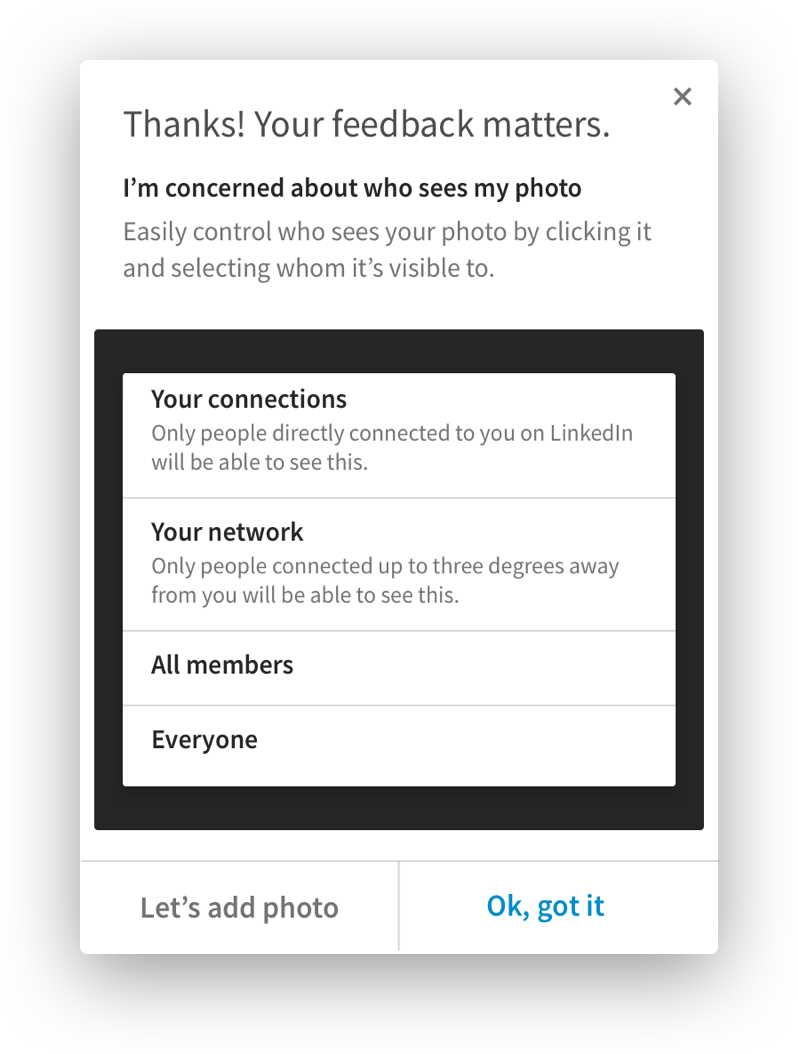 Thanks! Your feedback matters.
I’m concerned about who sees my photo
Easily control who sees your photo by clicking it
and selecting whom it’s visible to.
Your connections
Only people directly connected to you on LinkedIn
will be able to see this.
Your network
Only people connected up to three degrees away
from you will be able to see this.
All members
Everyone
Let’s add photo
Ok, got it